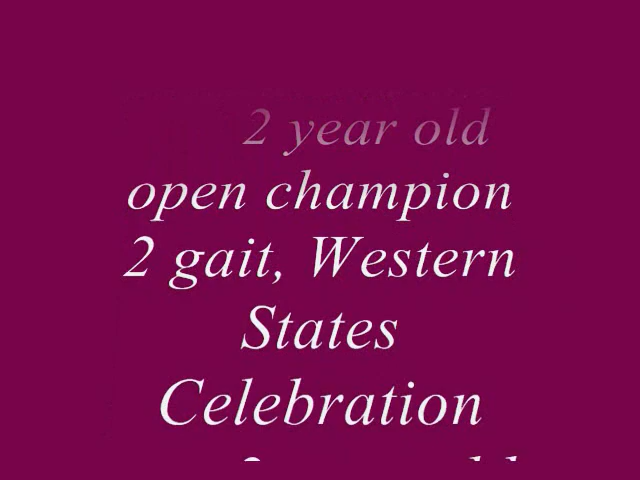 2 year old
open champion
2 gait, Western
States
Celebration